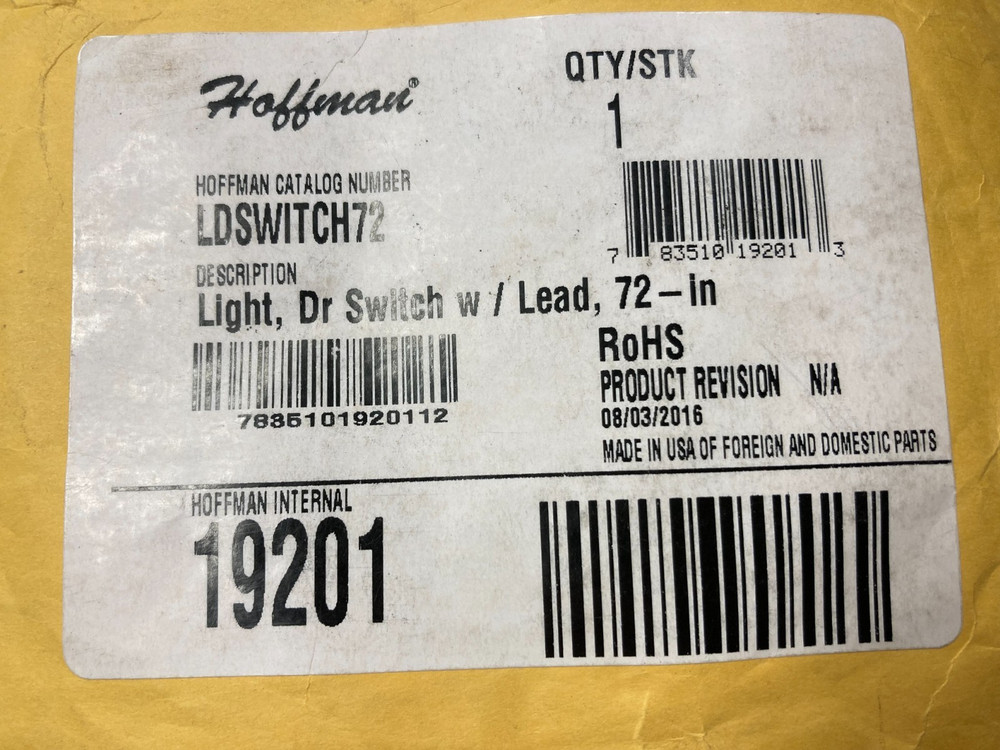 Hoffman®
QTY/STK
1
HOFFMAN CATALOG NUMBER
LDSWITCH72
7 83510 19201 3
DESCRIPTION
Light, Dr Switch w / Lead, 72-in
7835101920112
RoHS
PRODUCT REVISION N/A
08/03/2016
MADE IN USA OF FOREIGN AND DOMESTIC PARTS
HOFFMAN INTERNAL
19201